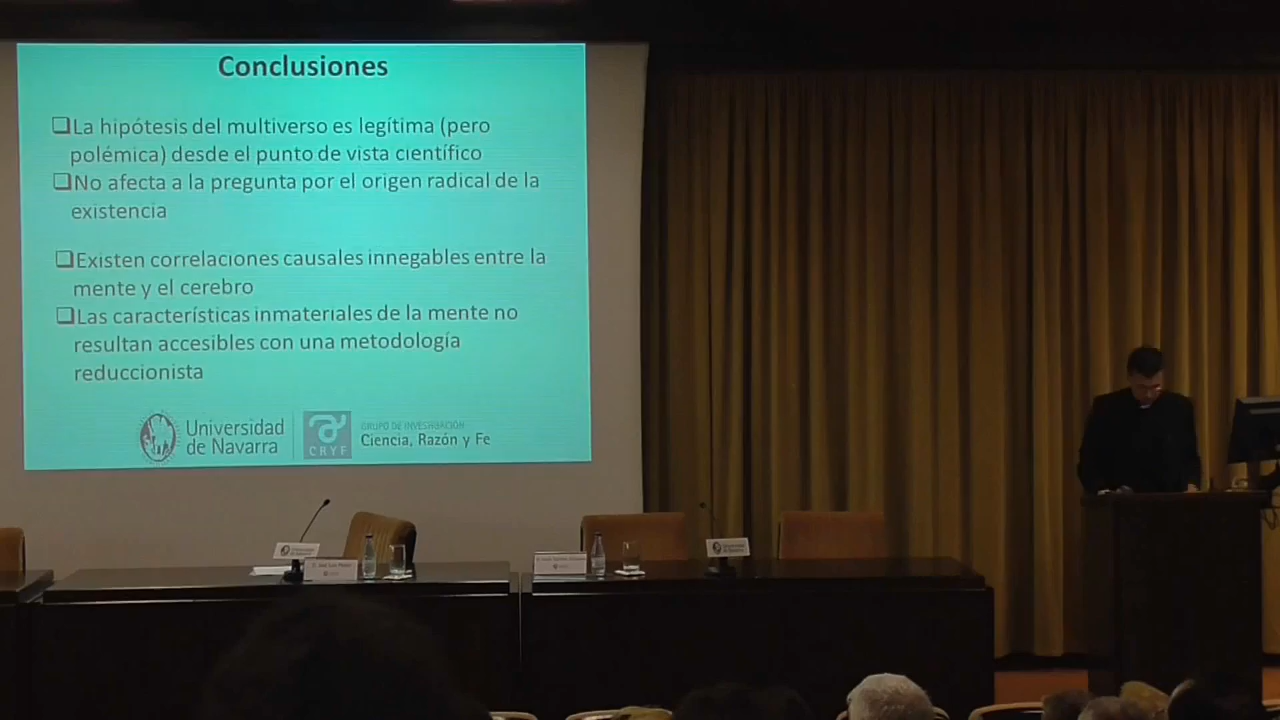 Conclusiones
❑La hipótesis del multiverso es legítima (pero
polémica) desde el punto de vista científico
❑No afecta a la pregunta por el origen radical de la
existencia
❑Existen correlaciones causales innegables entre la
mente y el cerebro
❑Las características inmateriales de la mente no
resultan accesibles con una metodología
reduccionista
Universidad
de Navarra
CRYF
GRUPO DE INVESTIGACIÓN
Ciencia, Razón y Fe
Universidad
de Navarra